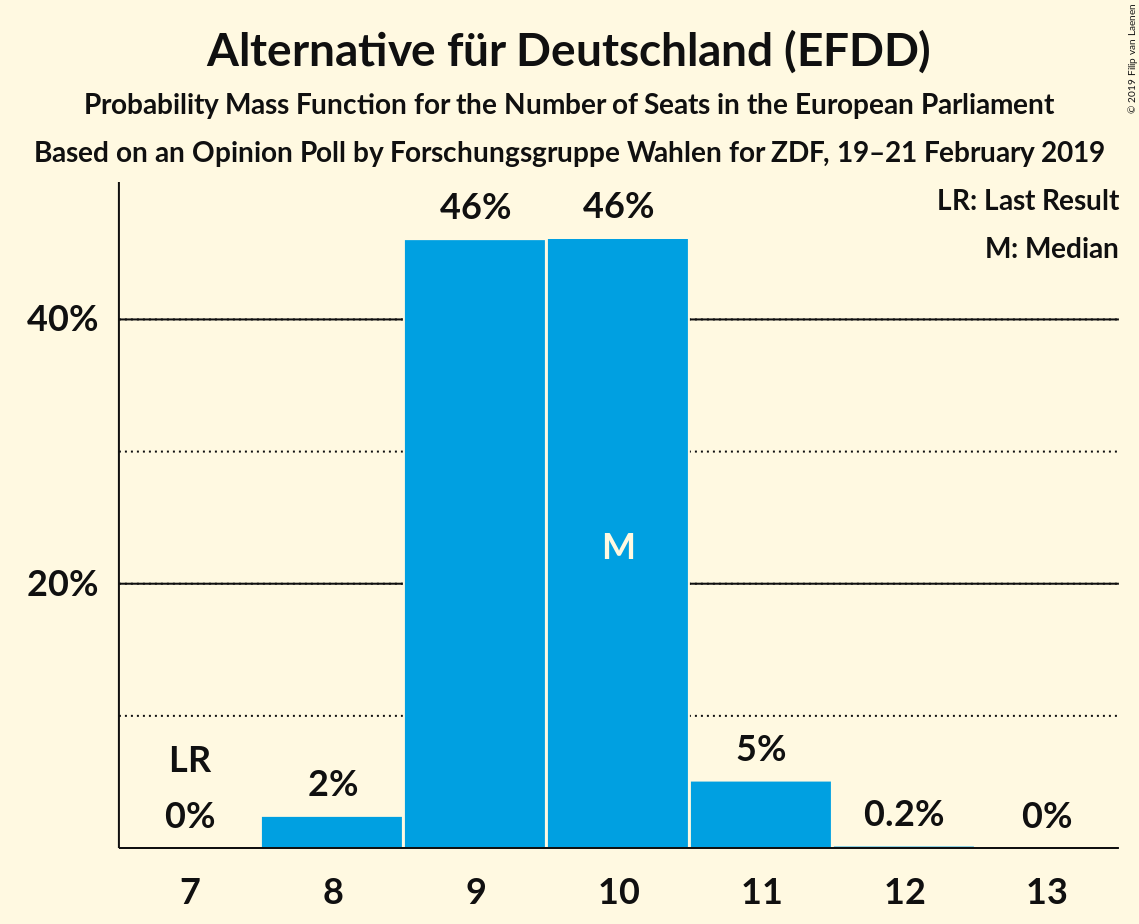 Alternative für Deutschland (EFDD)
Probability Mass Function for the Number of Seats in the European Parliament
Based on an Opinion Poll by Forschungsgruppe Wahlen for ZDF, 19–21 February 2019
© 2019 Filip van Laenen
LR: Last Result
M: Median
46%
46%
40%
M
20%
LR
0%
2%
5%
0.2%
0%
7
8
9
10
11
12
13